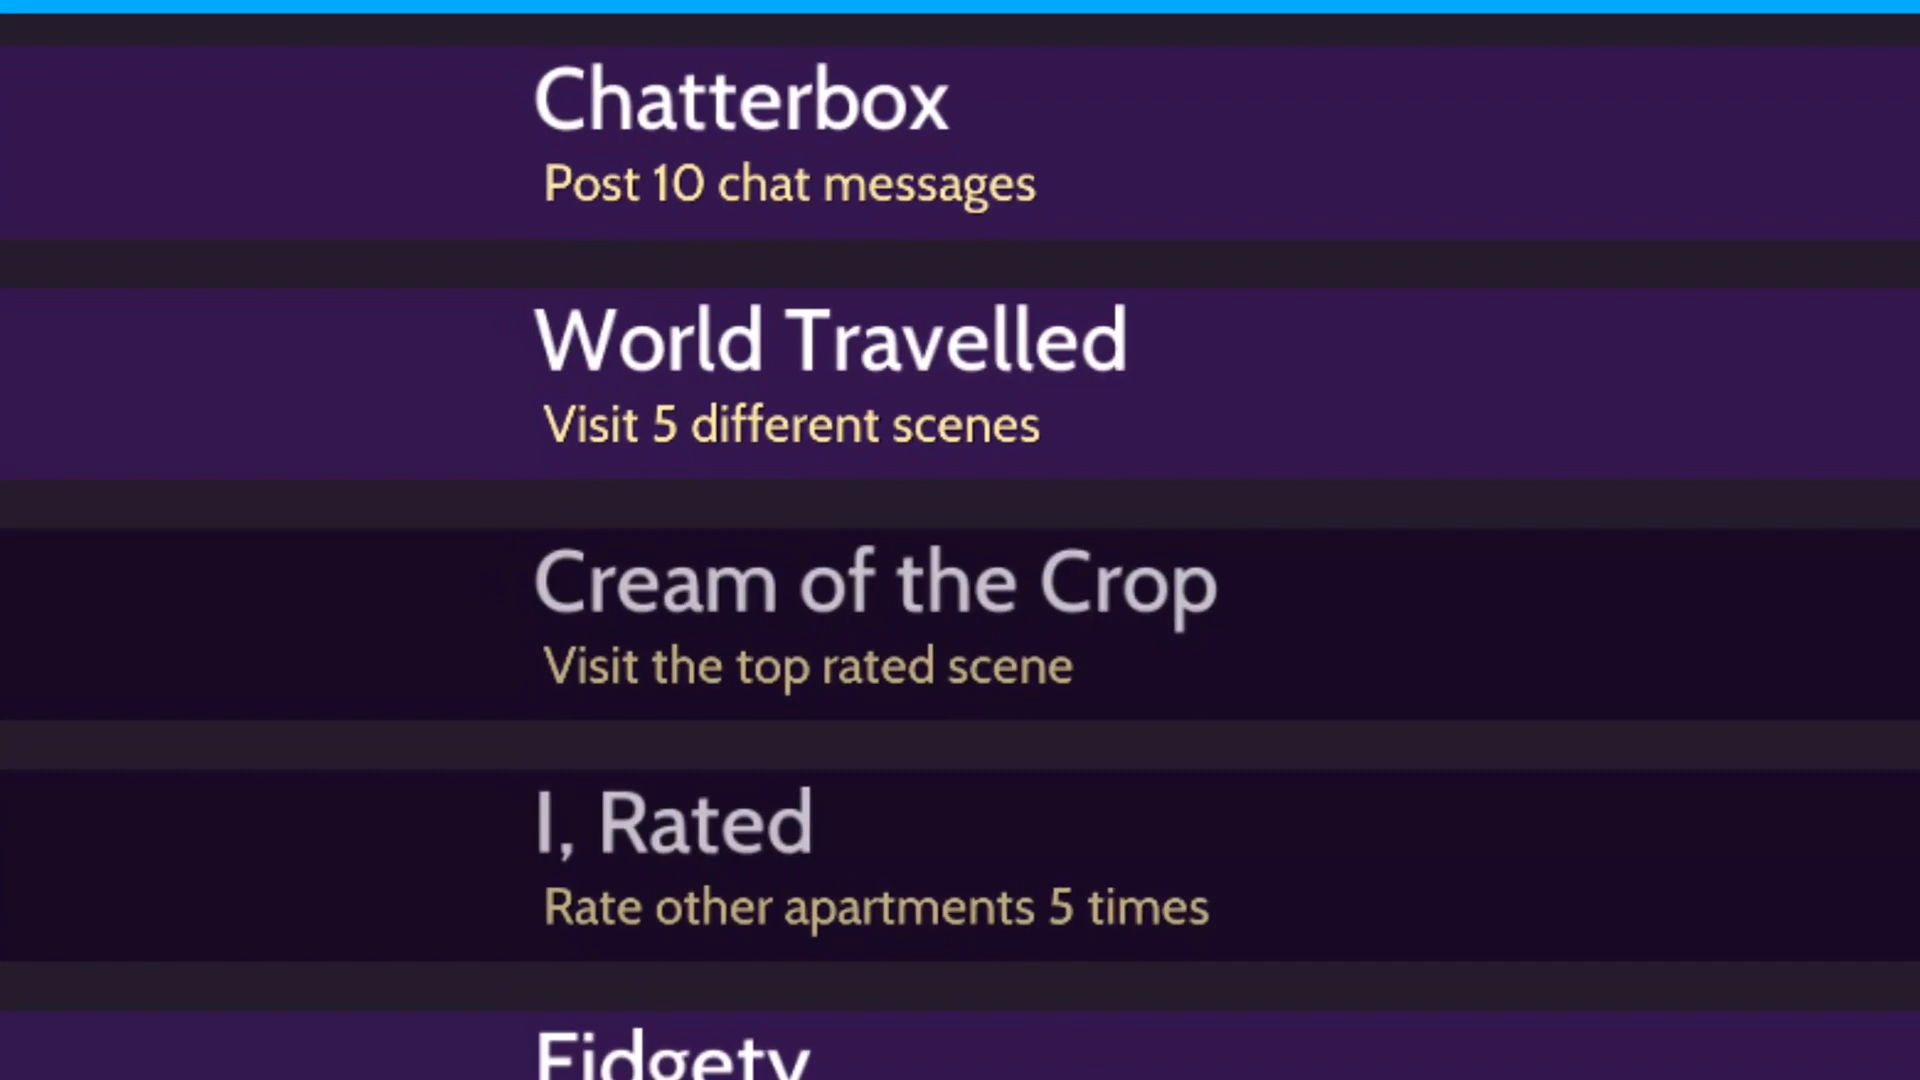 Chatterbox
Post 10 chat messages
World Travelled
Visit 5 different scenes
Cream of the Crop
Visit the top rated scene
I, Rated
Rate other apartments 5 times
Fidgety